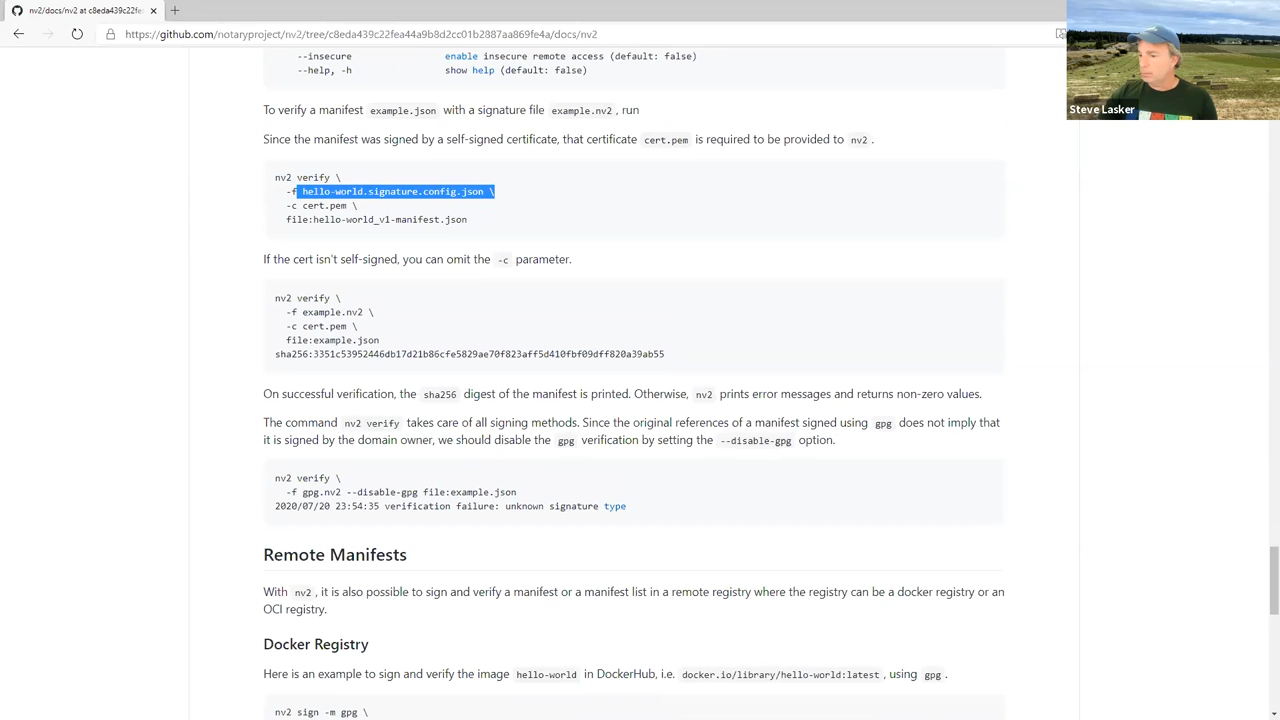 nv2/docs/nv2 at c8eda439c22fe
https://github.com/notaryproject/nv2/tree/c8eda439c22fea44a9b8d2cc01b2887aa869fe4a/docs/nv2
--insecure enable insecure remote access (default: false)
--help, -h show help (default: false)
Steve Lasker
To verify a manifest example.json with a signature file example.nv2 , run
Since the manifest was signed by a self-signed certificate, that certificate cert.pem is required to be provided to nv2 .
nv2 verify \
-f hello-world.signature.config.json \
-c cert.pem \
file:hello-world_v1-manifest.json
If the cert isn't self-signed, you can omit the -c parameter.
nv2 verify \
-f example.nv2 \
-c cert.pem \
file:example.json
sha256:3351c53952446db17d21b86cfe5829ae70f823aff5d410fbf09dff820a39ab55
On successful verification, the sha256 digest of the manifest is printed. Otherwise, nv2 prints error messages and returns non-zero values.
The command nv2 verify takes care of all signing methods. Since the original references of a manifest signed using gpg does not imply that
it is signed by the domain owner, we should disable the gpg verification by setting the --disable-gpg option.
nv2 verify \
-f gpg.nv2 --disable-gpg file:example.json
2020/07/20 23:54:35 verification failure: unknown signature type
Remote Manifests
With nv2 , it is also possible to sign and verify a manifest or a manifest list in a remote registry where the registry can be a docker registry or an
OCI registry.
Docker Registry
Here is an example to sign and verify the image hello-world in DockerHub, i.e. docker.io/library/hello-world:latest , using gpg .
nv2 sign -m gpg \